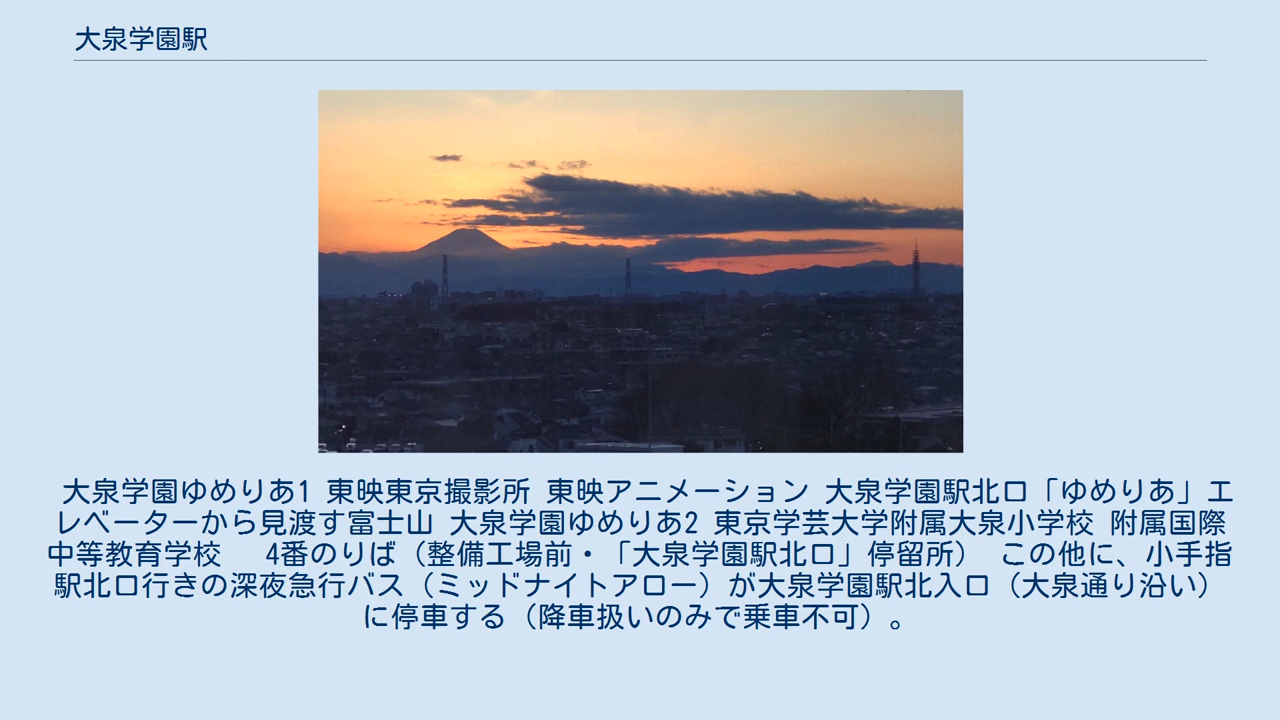 大泉学園駅
大泉学園ゆめりあ1 東映東京撮影所 東映アニメーション 大泉学園駅北口「ゆめりあ」エ
レベーターから見渡す富士山 大泉学園ゆめりあ2 東京学芸大学附属大泉小学校 附属国際
中等教育学校　 4番のりば（整備工場前・「大泉学園駅北口」停留所） この他に、小手指
駅北口行きの深夜急行バス（ミッドナイトアロー）が大泉学園駅北入口（大泉通り沿い）
に停車する（降車扱いのみで乗車不可）。